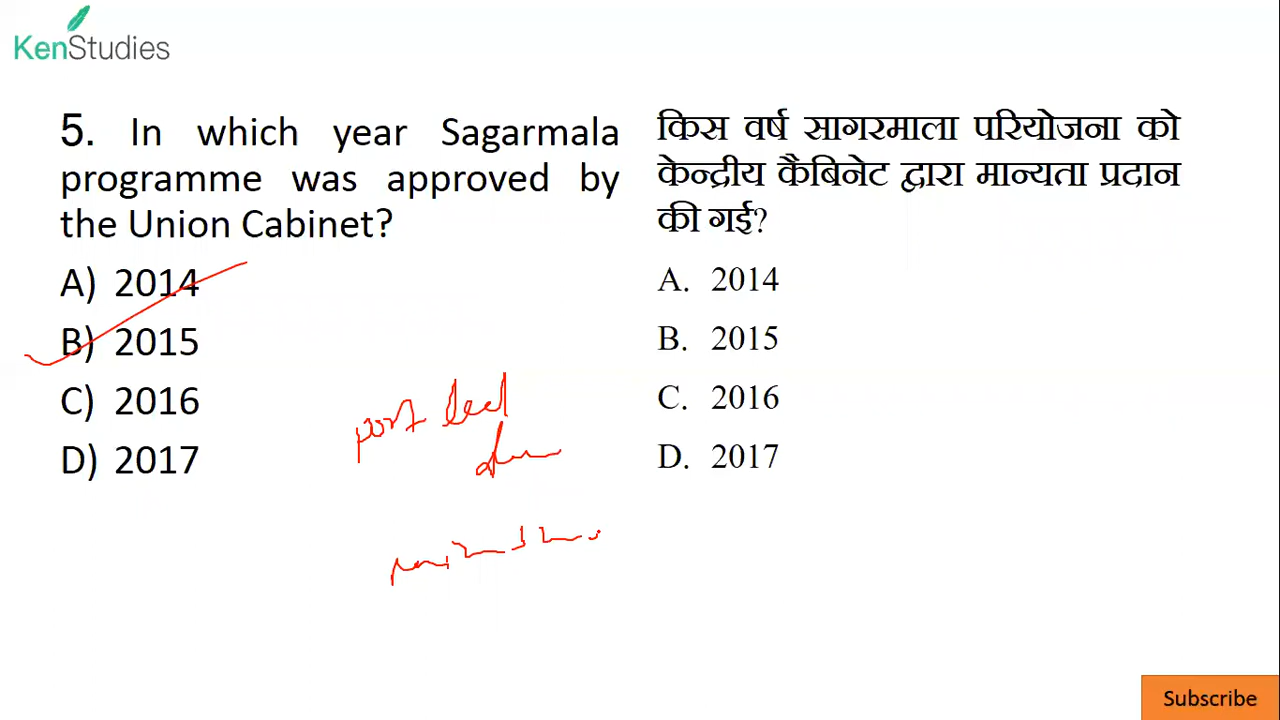 KenStudies
5. In which year Sagarmala
programme was approved by
the Union Cabinet?
A) 2014
B) 2015
C) 2016
D) 2017
port led
किस वर्ष सागरमाला परियोजना को
केन्द्रीय कैबिनेट द्वारा मान्यता प्रदान
की गई?
A. 2014
B. 2015
C. 2016
D. 2017
Subscribe